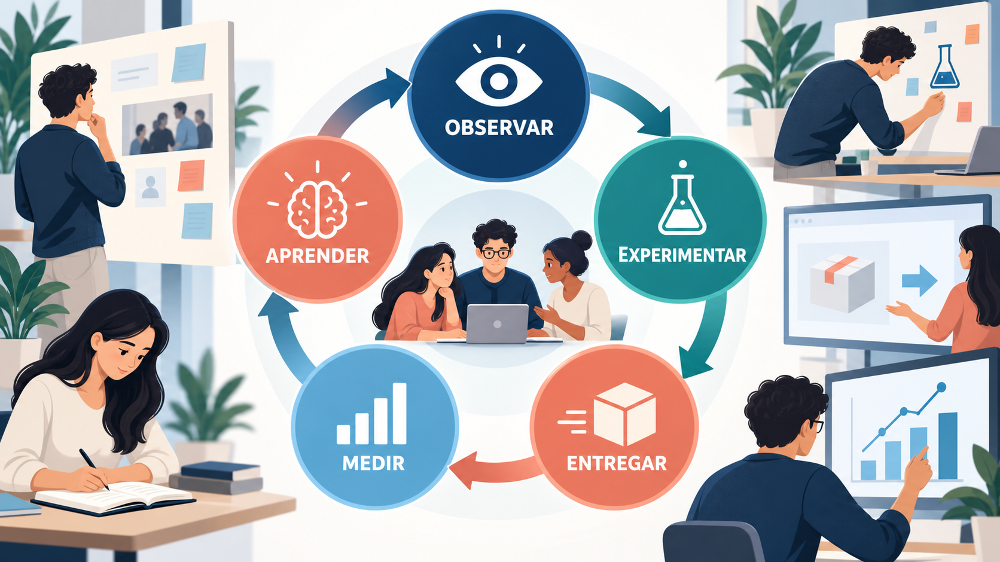 OBSERVAR
EXPERIMENTAR
ENTREGAR
MEDIR
APRENDER